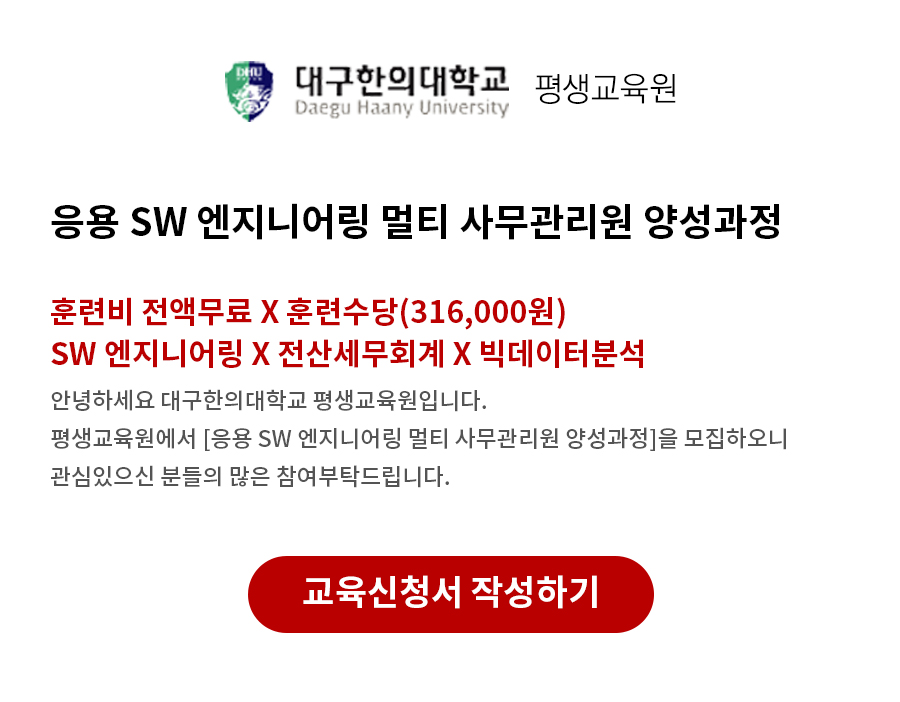 DHU
대구한의대학교 평생교육원
Daegu Haany University
응용 SW 엔지니어링 멀티 사무관리원 양성과정
훈련비 전액무료 X 훈련수당(316,000원)
SW 엔지니어링 X 전산세무회계 X 빅데이터분석
안녕하세요 대구한의대학교 평생교육원입니다.
평생교육원에서 [응용 SW 엔지니어링 멀티 사무관리원 양성과정]을 모집하오니
관심있으신 분들의 많은 참여부탁드립니다.
교육신청서 작성하기